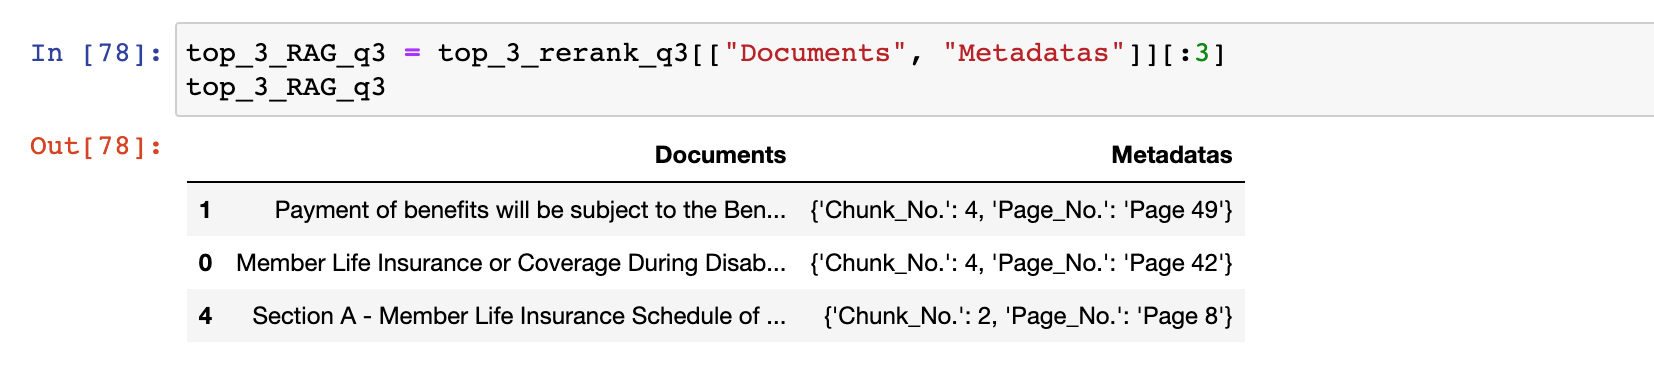 In [78]: top_3_RAG_q3 = top_3_rerank_q3[["Documents", "Metadatas"]][:3]
top_3_RAG_q3
Out[78]:
Documents Metadatas
1 Payment of benefits will be subject to the Ben... {'Chunk_No.': 4, 'Page_No.': 'Page 49'}
0 Member Life Insurance or Coverage During Disab... {'Chunk_No.': 4, 'Page_No.': 'Page 42'}
4 Section A - Member Life Insurance Schedule of ... {'Chunk_No.': 2, 'Page_No.': 'Page 8'}